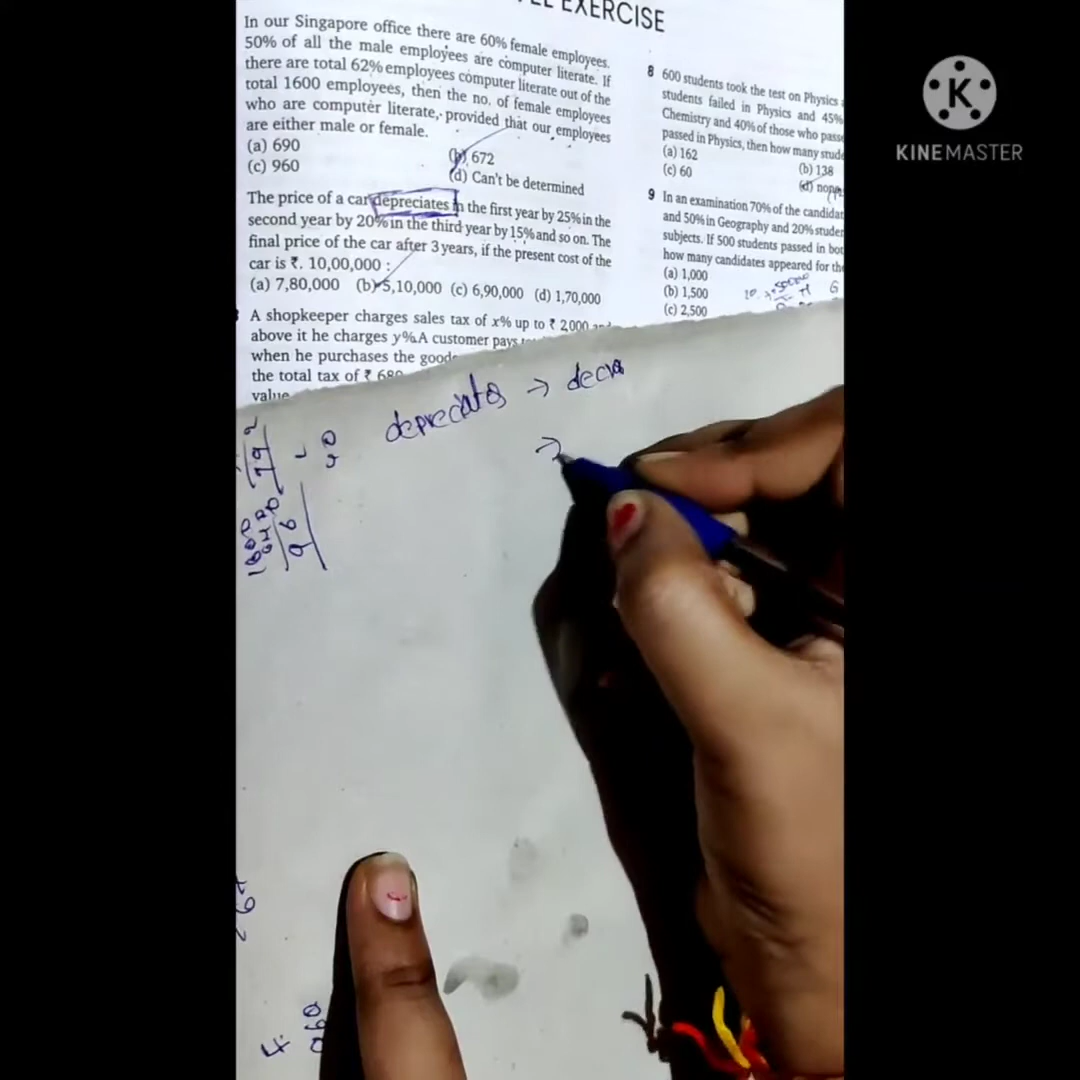 EXERCISE
In our Singapore office there are 60% female employees.
50% of all the male employees are computer literate. If
there are total 62% employees computer literate out of the
total 1600 employees, then the no. of female employees
who are computer literate, provided that our employees
are either male or female.
(a) 690 (b) 672
(c) 960 (d) Can't be determined
The price of a car depreciates in the first year by 25% in the
second year by 20% in the third year by 15% and so on. The
final price of the car after 3 years, if the present cost of the
car is ₹. 10,00,000 :
(a) 7,80,000 (b) 5,10,000 (c) 6,90,000 (d) 1,70,000
A shopkeeper charges sales tax of x% up to ₹ 2,000
above it he charges y%. A customer pays
when he purchases the goods
the total tax of ₹ 680
value
8 600 students took the test on Physics
students failed in Physics and 45%
Chemistry and 40% of those who
passed in Physics, then how many
(a) 162 (b) 138
(c) 60 (d) none
9 In an examination 70% of the
and 50% in Geography and 20%
subjects. If 500 students passed in
how many candidates appeared for
(a) 1,000
(b) 1,500
(c) 2,500
depreciates → decre
→
K
KINEMASTER